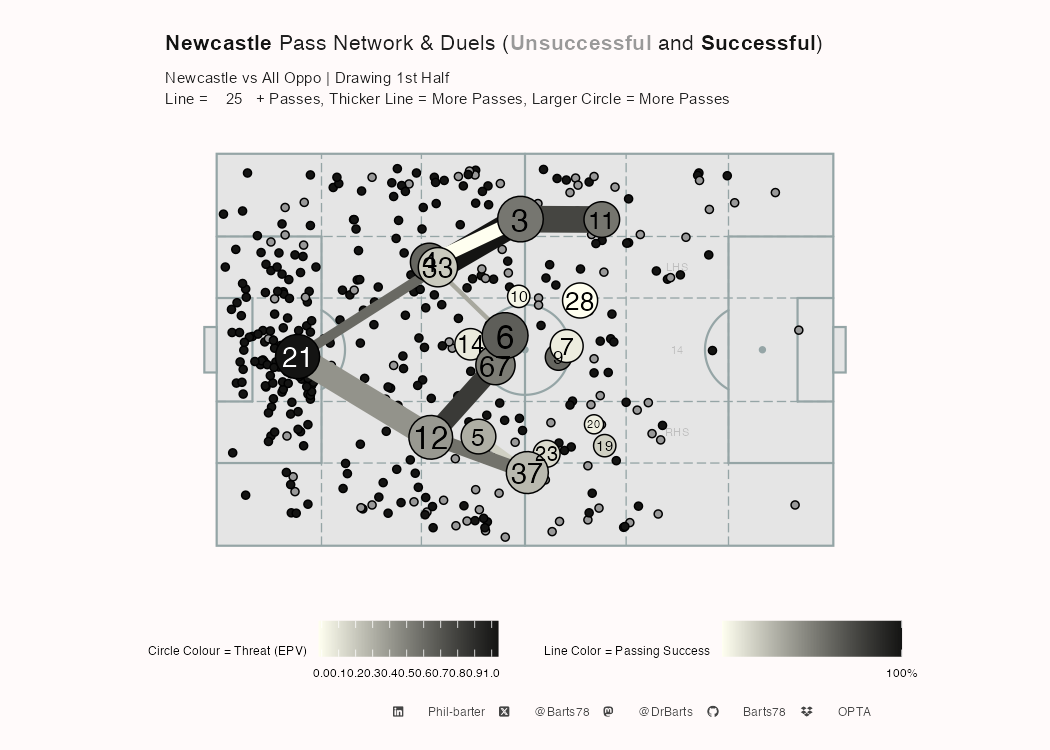 Newcastle Pass Network & Duels (Unsuccessful and Successful)
Newcastle vs All Oppo | Drawing 1st Half
Line = 25 + Passes, Thicker Line = More Passes, Larger Circle = More Passes
3 11
4 33 LHS
10 28
14 6 7 14
21 67 9
20
12 5 19 RHS
23
37
Circle Colour = Threat (EPV) Line Color = Passing Success
0.00.10.20.30.40.50.60.70.80.91.0 100%
Phil-barter @Barts78 @DrBarts Barts78 OPTA